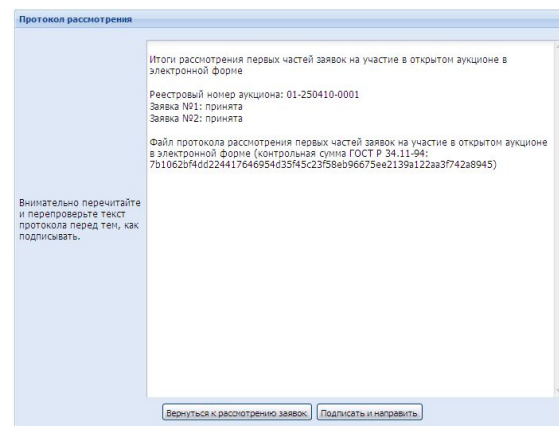 Протокол рассмотрения
Итоги рассмотрения первых частей заявок на участие в открытом аукционе в
электронной форме
Реестровый номер аукциона: 01-250410-0001
Заявка №1: принята
Заявка №2: принята
Файл протокола рассмотрения первых частей заявок на участие в открытом аукционе
в электронной форме (контрольная сумма ГОСТ Р 34.11-94:
7b1062bf4dd224417646954d35f45c23f58eb96675ee2139a122aa3f742a8945)
Внимательно перечитайте
и перепроверьте текст
протокола перед тем, как
подписывать.
Вернуться к рассмотрению заявок
Подписать и направить